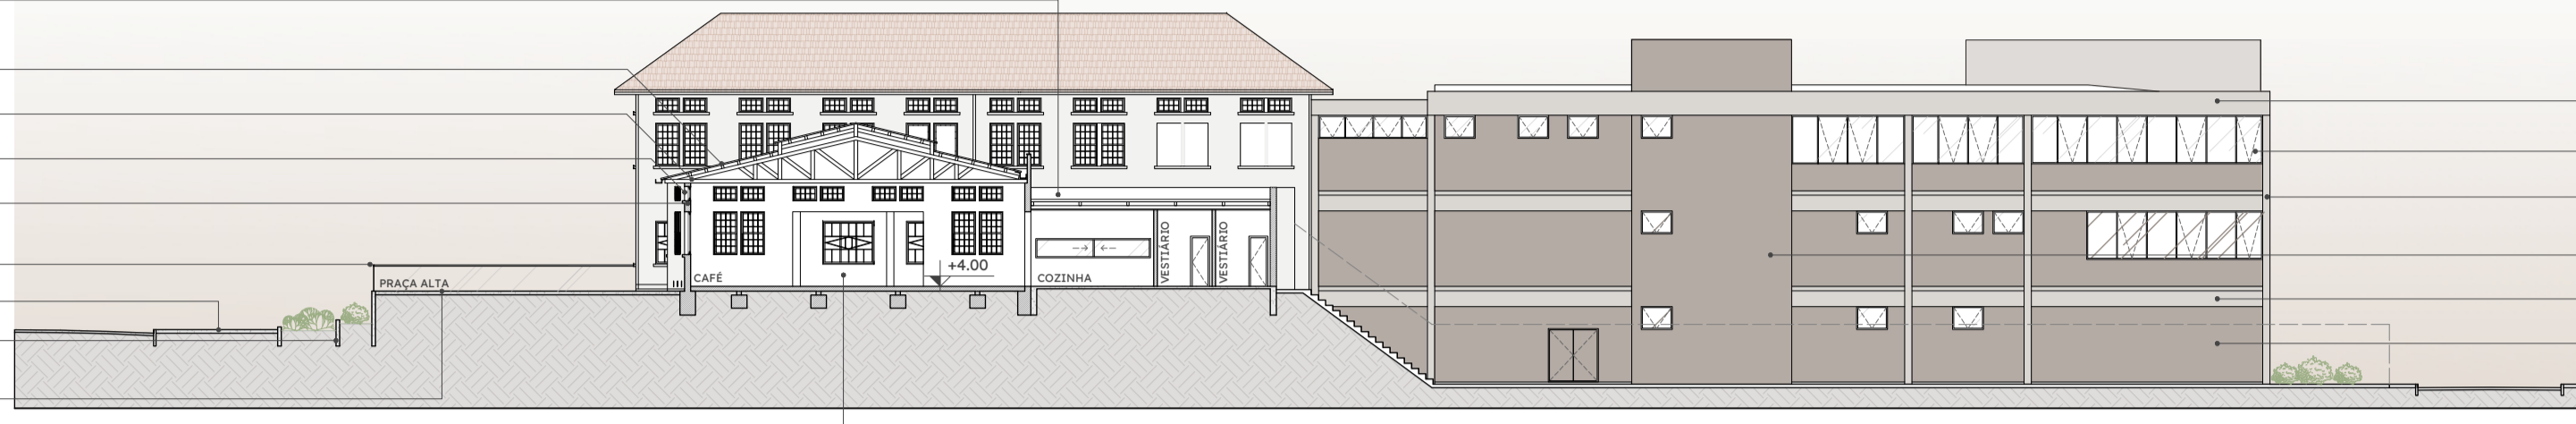 PRAÇA ALTA
CAFÉ
+4.00
COZINHA
VESTIÁRIO
VESTIÁRIO